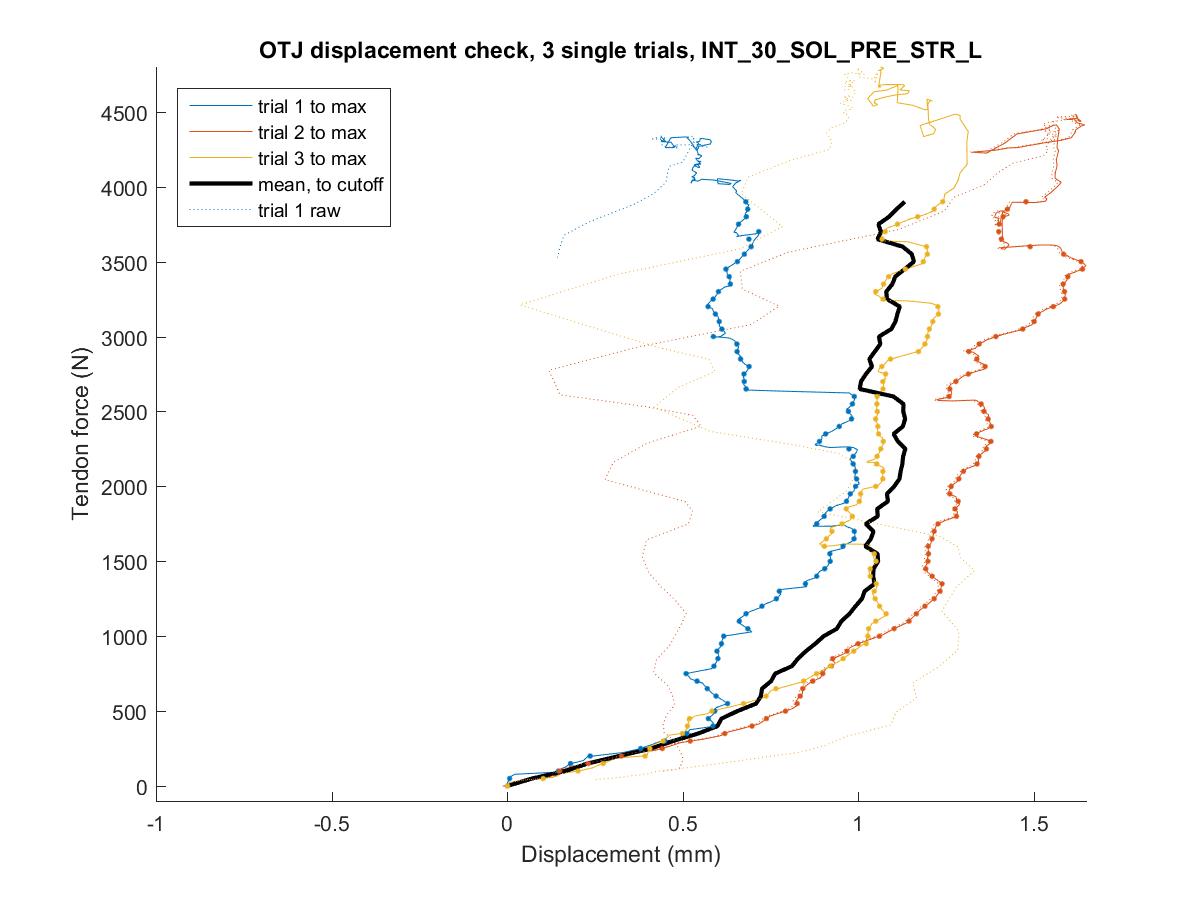 OTJ displacement check, 3 single trials, INT_30_SOL_PRE_STR_L
trial 1 to max
trial 2 to max
trial 3 to max
mean, to cutoff
trial 1 raw
4500
4000
3500
3000
2500
2000
1500
1000
500
0
Tendon force (N)
-1
-0.5
0
0.5
1
1.5
Displacement (mm)